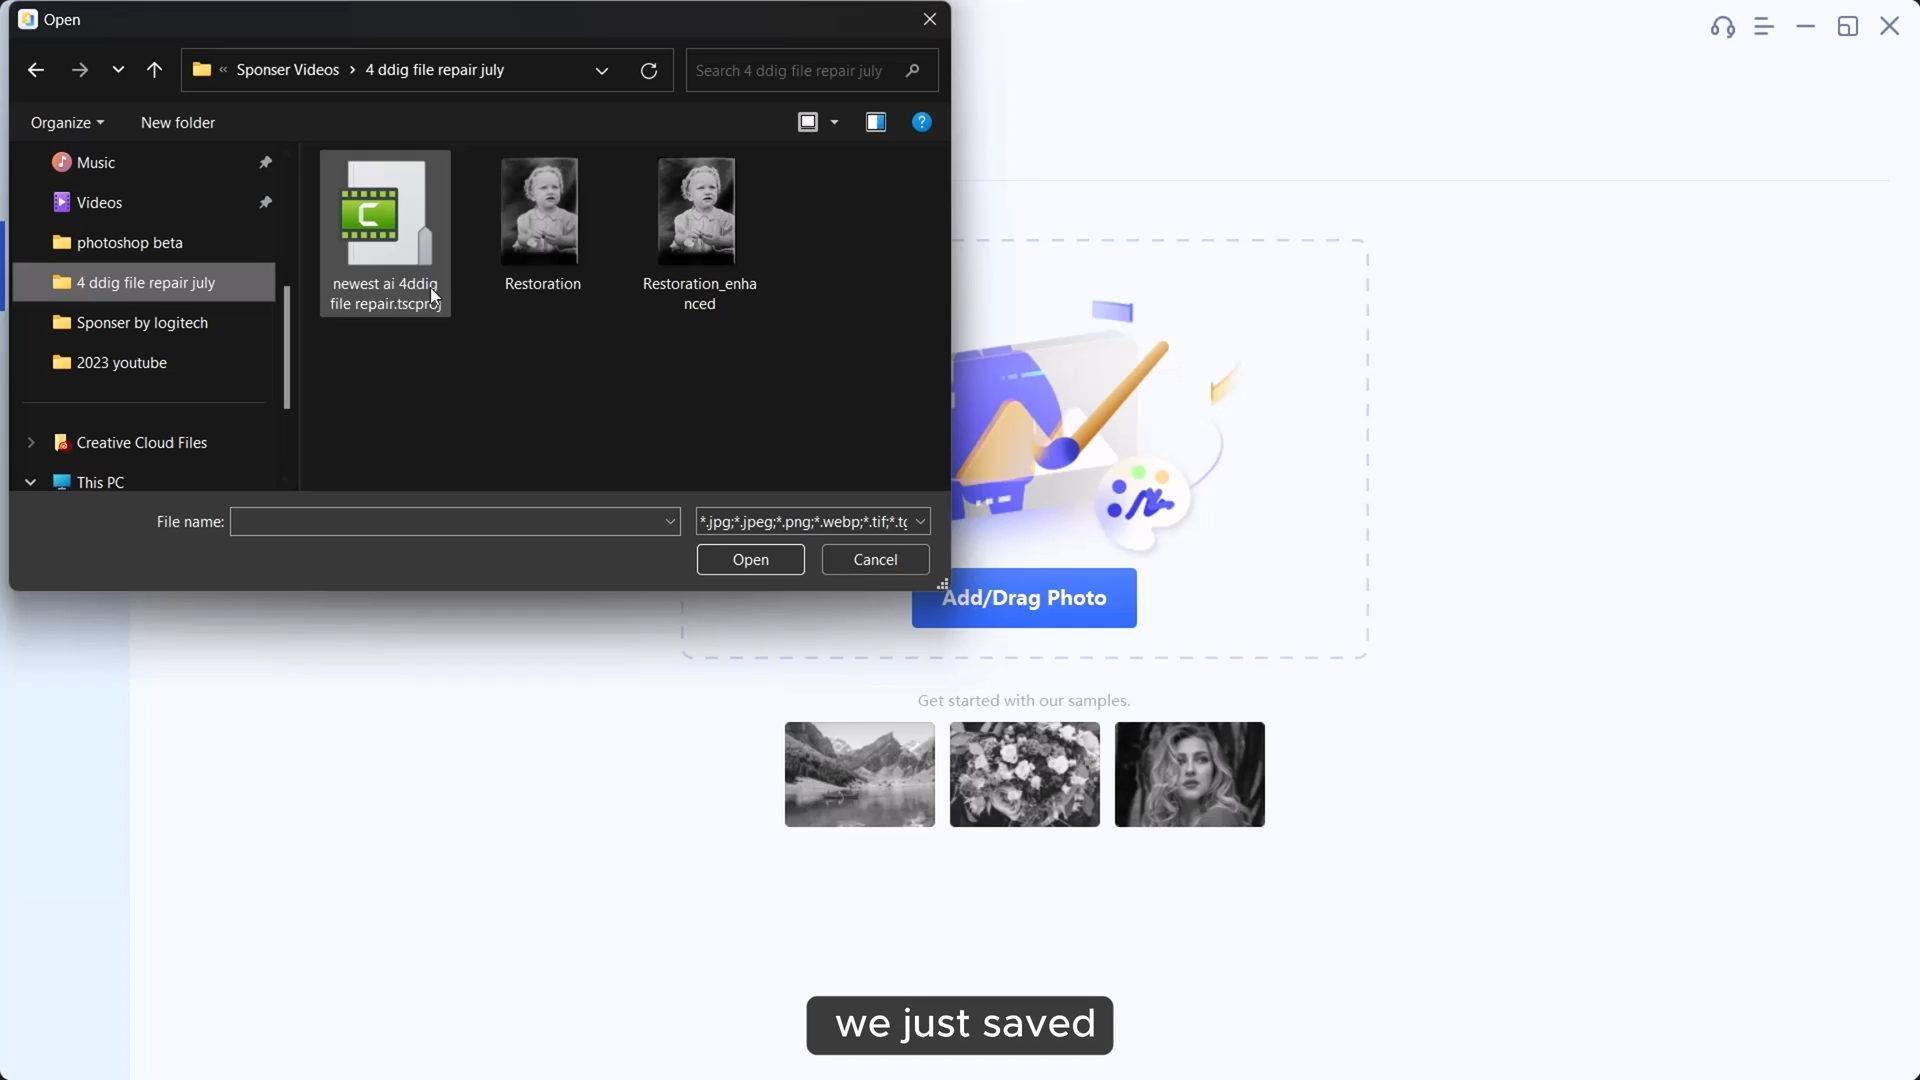 Open
« Sponser Videos > 4 ddig file repair july
Search 4 ddig file repair july
Organize
New folder
Music
Videos
photoshop beta
4 ddig file repair july
Sponser by logitech
2023 youtube
Creative Cloud Files
This PC
newest ai 4ddig
file repair.tscproj
Restoration
Restoration_enha
nced
File name:
*.jpg;*.jpeg;*.png;*.webp;*.tif;*.tg
Open
Cancel
Add/Drag Photo
Get started with our samples.
we just saved